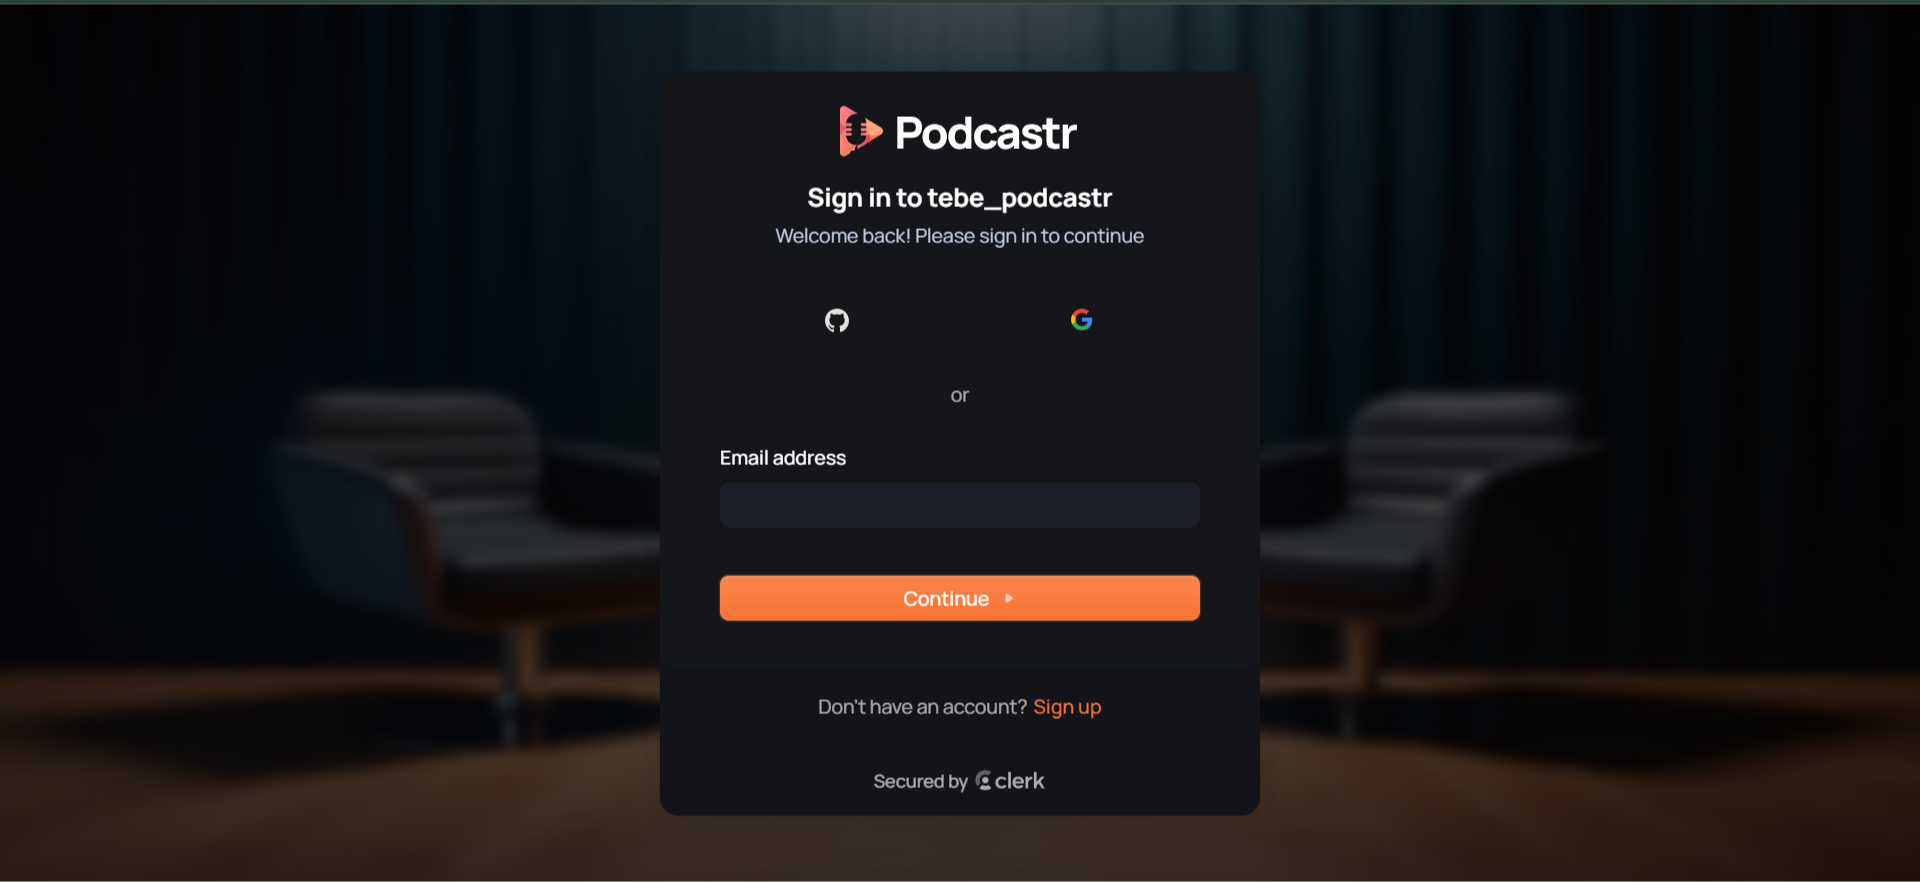 Podcastr
Sign in to tebe_podcastr
Welcome back! Please sign in to continue
or
Email address
Continue
Don't have an account? Sign up
Secured by clerk